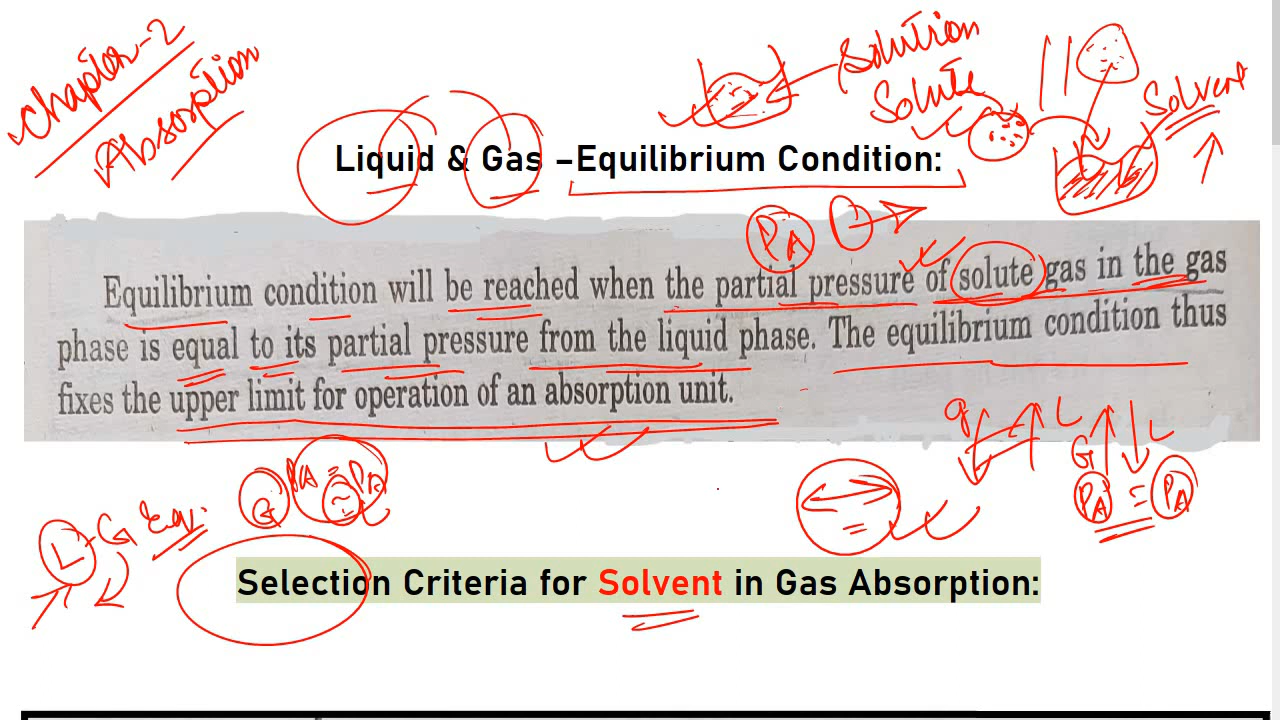 Chapter-2
Absorption
Solution
Solute
Solvent
Liquid & Gas –Equilibrium Condition:
PA
Equilibrium condition will be reached when the partial pressure of solute gas in the gas
phase is equal to its partial pressure from the liquid phase. The equilibrium condition thus
fixes the upper limit for operation of an absorption unit.
g L G L
PA = PA
G PA = PA
L-G Eq.
Selection Criteria for Solvent in Gas Absorption: